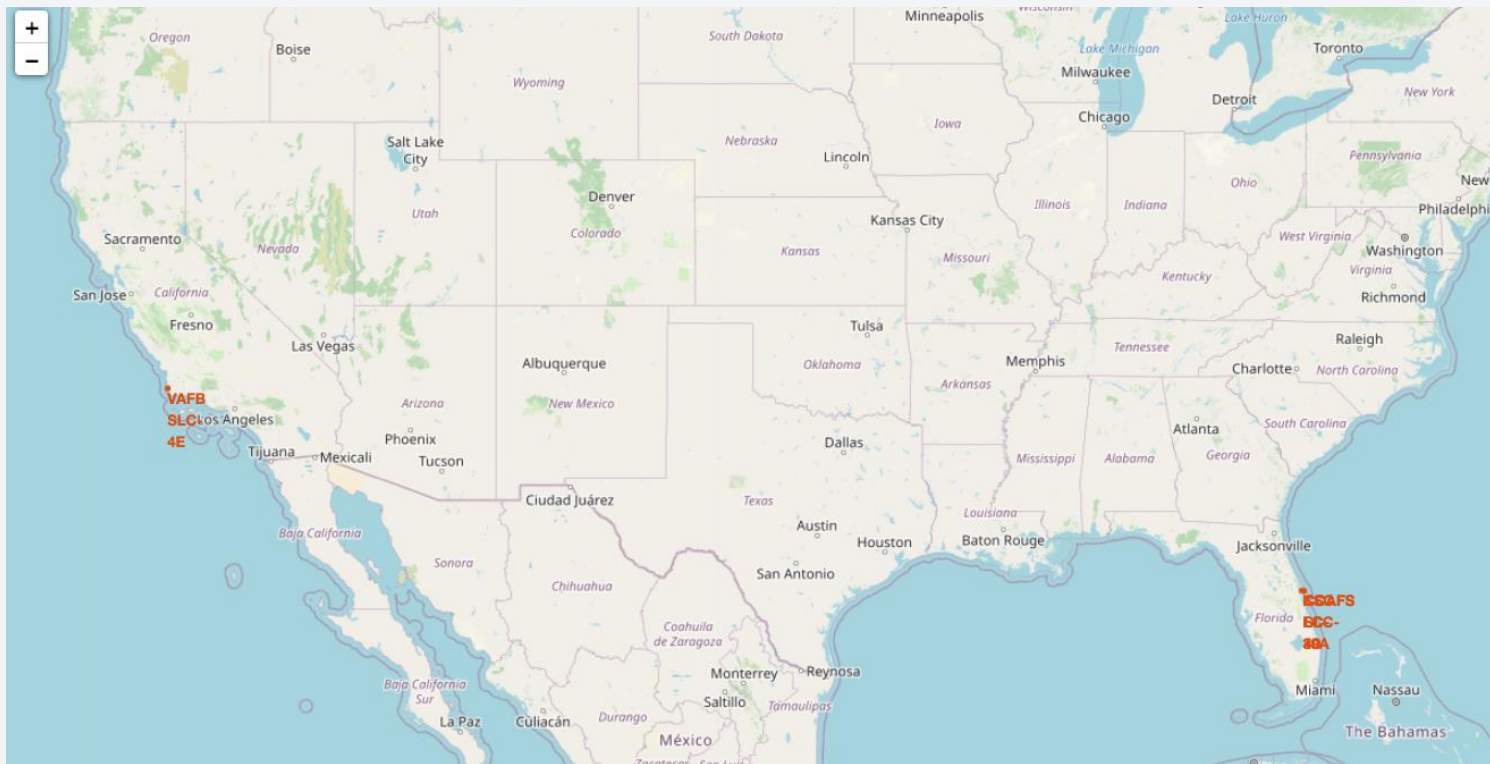 +
−
Oregon
Boise
South Dakota
Minneapolis
Lake Michigan
Lake Huron
Toronto
Wyoming
Milwaukee
Detroit
New York
Chicago
Iowa
Salt Lake
City
Nebraska
Lincoln
Pennsylvania
Ohio
New
Denver
Utah
Illinois
Indiana
Philadelphi
Kansas City
Colorado
Sacramento
Nevada
Kansas
Missouri
West Virginia
Washington
Kentucky
Virginia
San Jose
California
Richmond
Fresno
Las Vegas
Tulsa
Raleigh
Tennessee
Albuquerque
Oklahoma
Memphis
Charlotte
North Carolina
Arkansas
VAFB
SLC-
4E
Los Angeles
Arizona
New Mexico
South Carolina
Atlanta
Phoenix
Dallas
Tijuana
Mexicali
Tucson
Mississippi
Alabama
Georgia
Ciudad Juárez
Texas
Louisiana
Baja California
Austin
Houston
Baton Rouge
Jacksonville
Sonora
San Antonio
Chihuahua
Florida
Coahuila
de Zaragoza
Monterrey
Reynosa
Baja California
Sur
Saltillo
Miami
Nassau
La Paz
Culiacán
Durango
Tamaulipas
México
The Bahamas